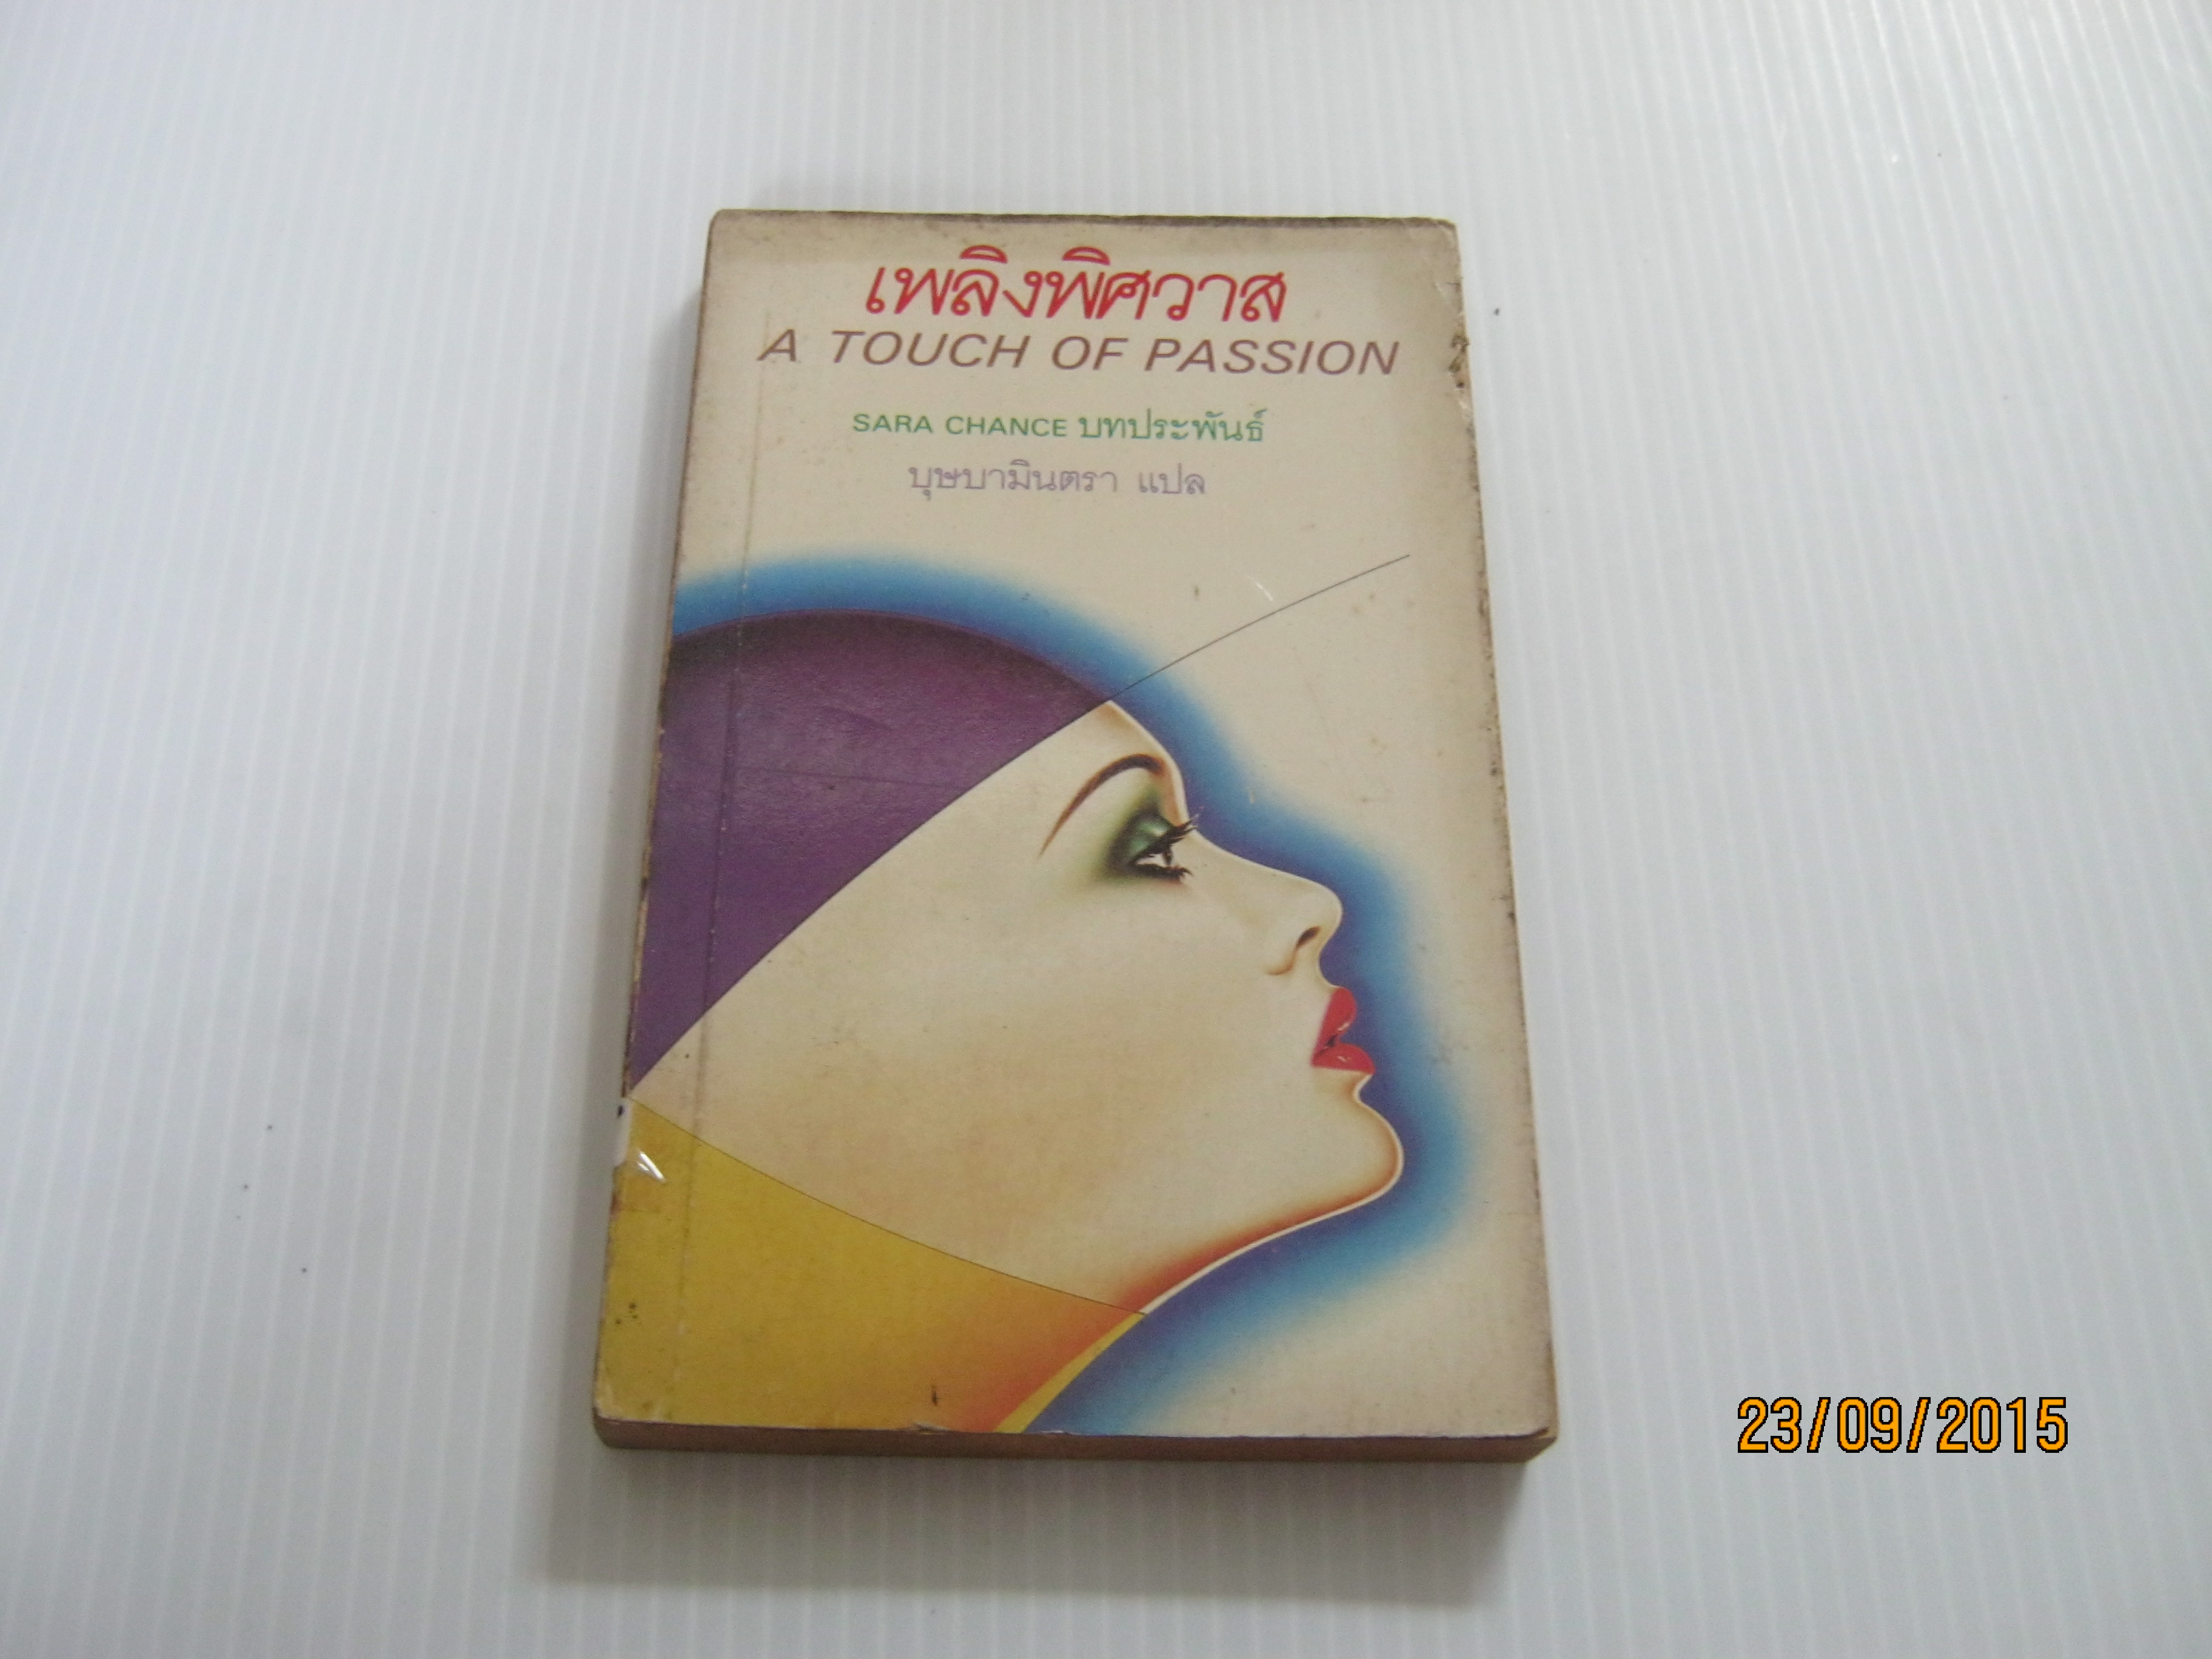 เพลิงพิศวาส
A TOUCH OF PASSION
SARA CHANCE บทประพันธ์
บุษบามินตรา แปล
23/09/2015